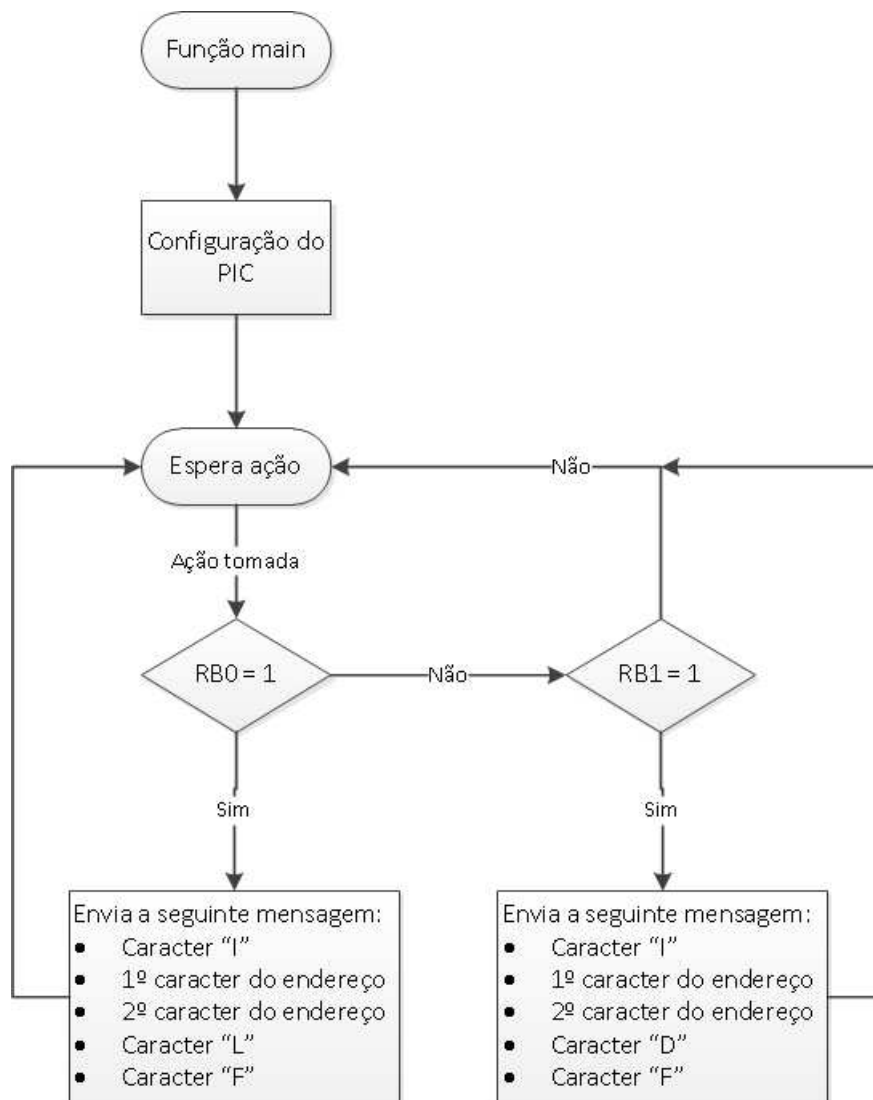 Função main
Configuração do
PIC
Espera ação
Não
Ação tomada
RB0 = 1
Não
RB1 = 1
Sim
Sim
Envia a seguinte mensagem:
• Caracter “I”
• 1º caracter do endereço
• 2º caracter do endereço
• Caracter “L”
• Caracter “F”
Envia a seguinte mensagem:
• Caracter “I”
• 1º caracter do endereço
• 2º caracter do endereço
• Caracter “D”
• Caracter “F”